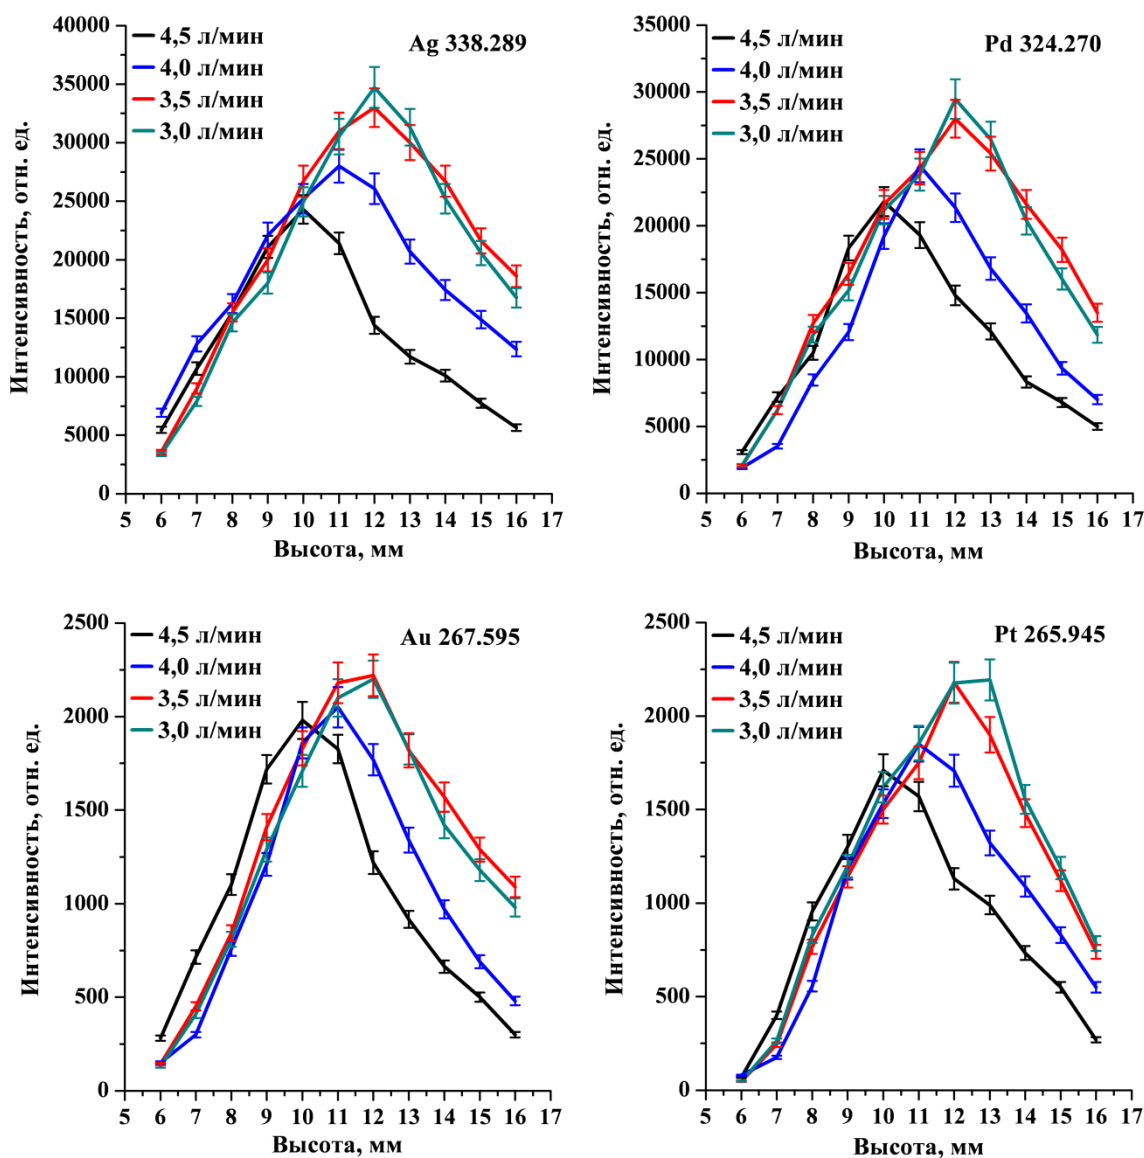 40000
35000
30000
25000
20000
15000
10000
5000
0
Интенсивность, отн. ед.
4,5 л/мин
4,0 л/мин
3,5 л/мин
3,0 л/мин
Ag 338.289
5 6 7 8 9 10 11 12 13 14 15 16 17
Высота, мм
35000
30000
25000
20000
15000
10000
5000
0
Интенсивность, отн. ед.
4,5 л/мин
4,0 л/мин
3,5 л/мин
3,0 л/мин
Pd 324.270
5 6 7 8 9 10 11 12 13 14 15 16 17
Высота, мм
2500
2000
1500
1000
500
0
Интенсивность, отн. ед.
4,5 л/мин
4,0 л/мин
3,5 л/мин
3,0 л/мин
Au 267.595
5 6 7 8 9 10 11 12 13 14 15 16 17
Высота, мм
2500
2000
1500
1000
500
0
Интенсивность, отн. ед.
4,5 л/мин
4,0 л/мин
3,5 л/мин
3,0 л/мин
Pt 265.945
5 6 7 8 9 10 11 12 13 14 15 16 17
Высота, мм